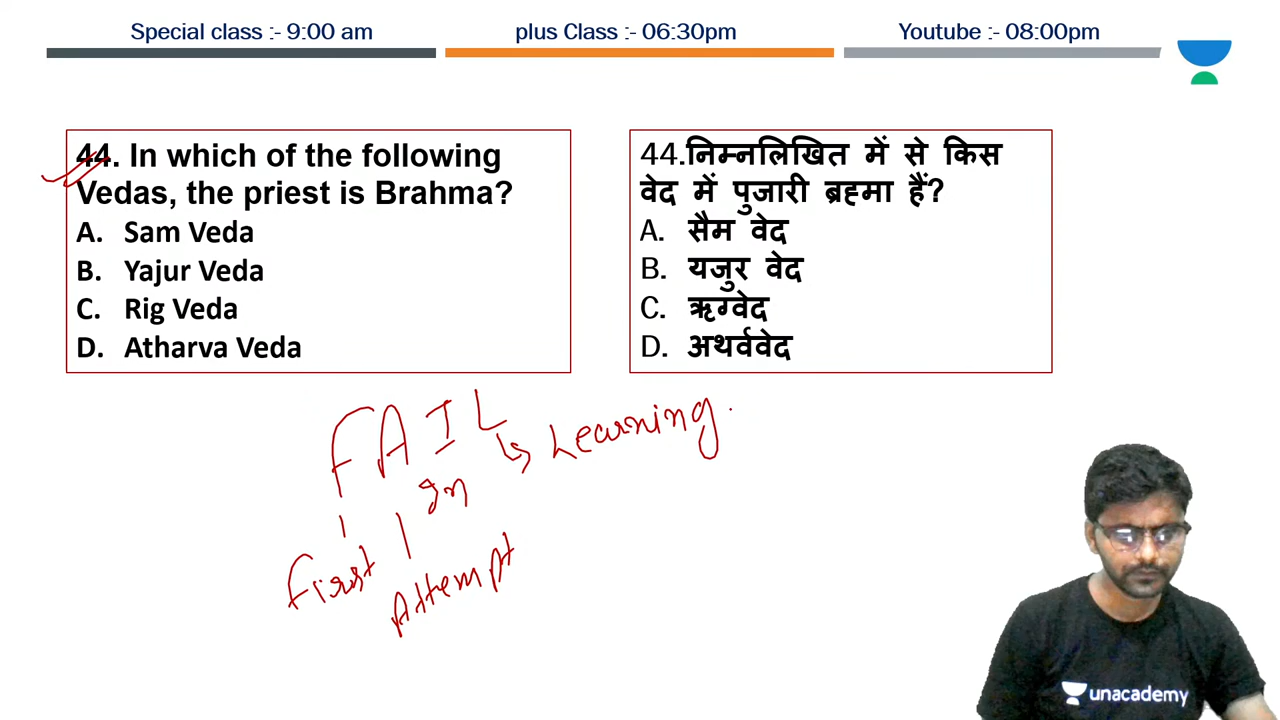 Special class :- 9:00 am
plus Class :- 06:30pm
Youtube :- 08:00pm
44. In which of the following
Vedas, the priest is Brahma?
A. Sam Veda
B. Yajur Veda
C. Rig Veda
D. Atharva Veda
44.निम्नलिखित में से किस
वेद में पुजारी ब्रह्मा हैं?
A. सैम वेद
B. यजुर वेद
C. ऋग्वेद
D. अथर्ववेद
FAIL
Learning.
In
First
Attempt
unacademy